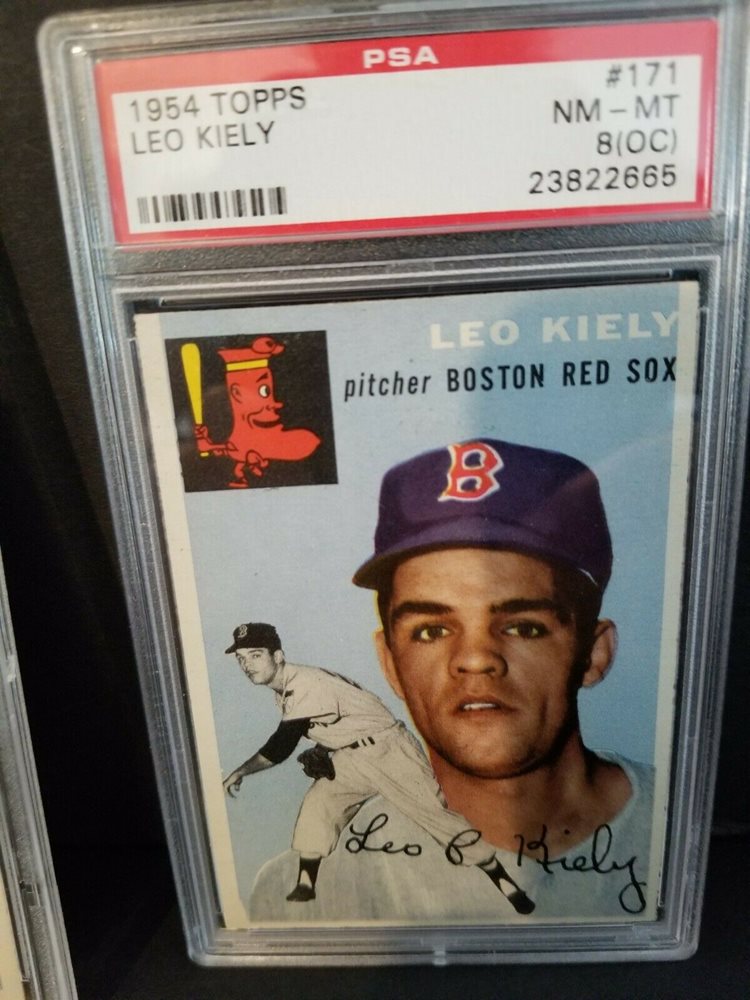 PSA
1954 TOPPS #171
LEO KIELY NM - MT
8(OC)
23822665
LEO KIELY
pitcher BOSTON RED SOX
B
B
Leo P. Kiely